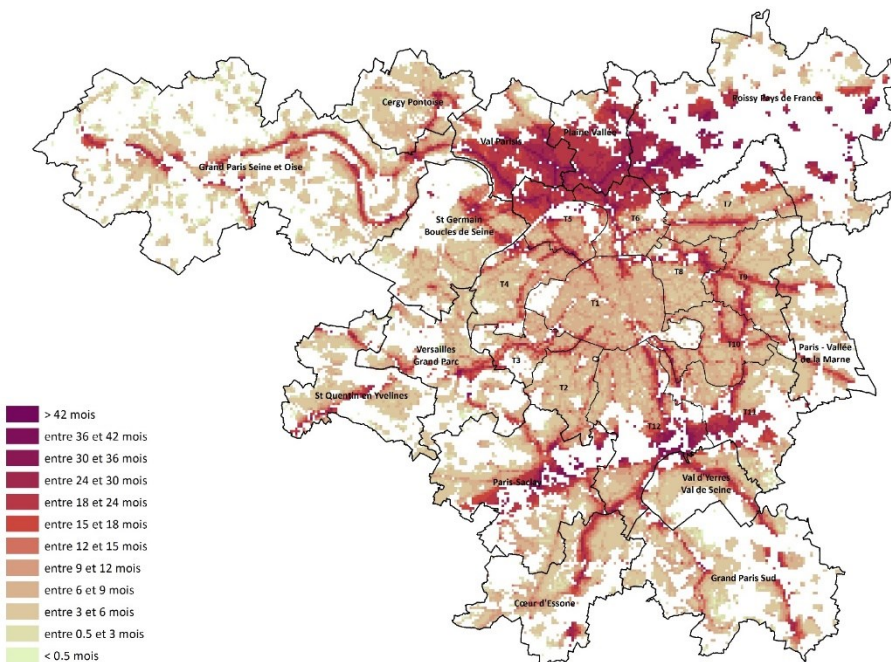 Poissy Pays de France
Cergy Pontoise
Plaine Vallée
Val Parisis
Grand Paris Seine et Oise
T7
T5
T6
St Germain
Boucles de Seine
T8
T9
T4
T1
Versailles
Grand Parc
T3
T10
Paris - Vallée
de la Marne
T2
St Quentin en Yvelines
T11
T12
Paris-Saclay
Val d'Yerres
Val de Seine
Grand Paris Sud
Cœur d'Essone
> 42 mois
entre 36 et 42 mois
entre 30 et 36 mois
entre 24 et 30 mois
entre 18 et 24 mois
entre 15 et 18 mois
entre 12 et 15 mois
entre 9 et 12 mois
entre 6 et 9 mois
entre 3 et 6 mois
entre 0.5 et 3 mois
< 0.5 mois